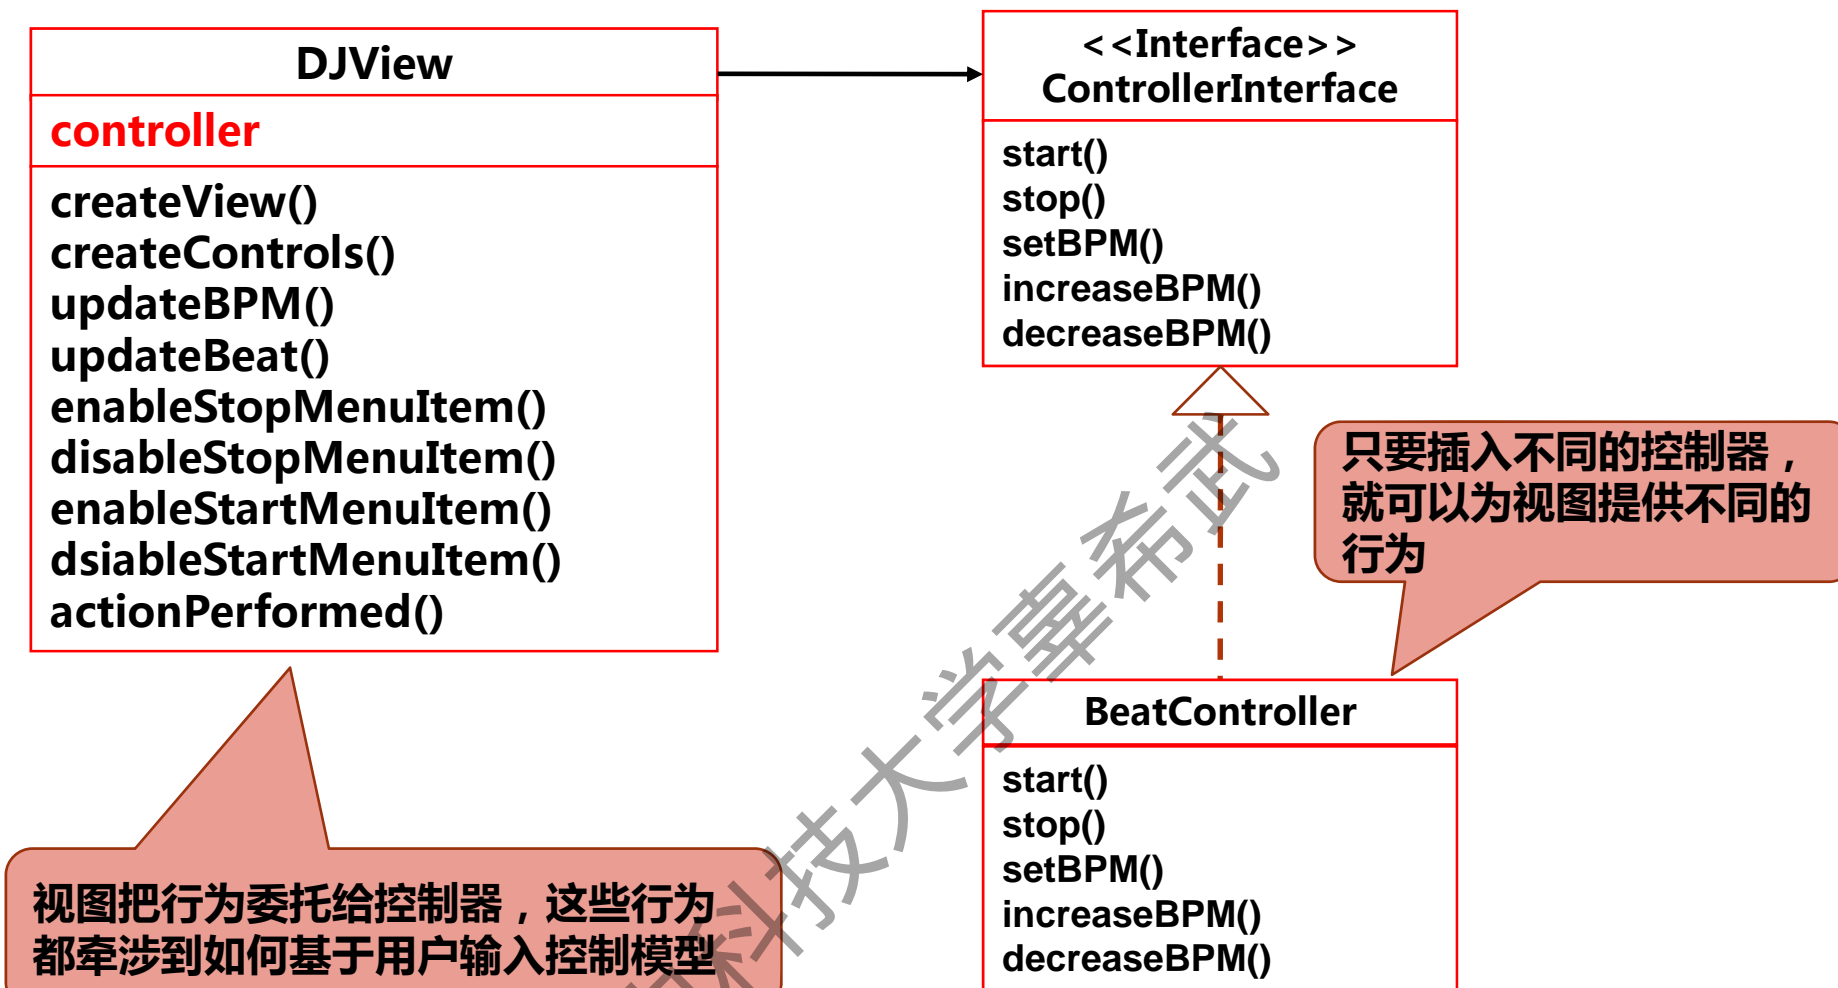 DJView
controller
createView()
createControls()
updateBPM()
updateBeat()
enableStopMenuItem()
disableStopMenuItem()
enableStartMenuItem()
dsiableStartMenuItem()
actionPerformed()
<<Interface>>
ControllerInterface
start()
stop()
setBPM()
increaseBPM()
decreaseBPM()
只要插入不同的控制器，
就可以为视图提供不同的
行为
BeatController
start()
stop()
setBPM()
increaseBPM()
decreaseBPM()
视图把行为委托给控制器，这些行为
都牵涉到如何基于用户输入控制模型
科技大学辜希武